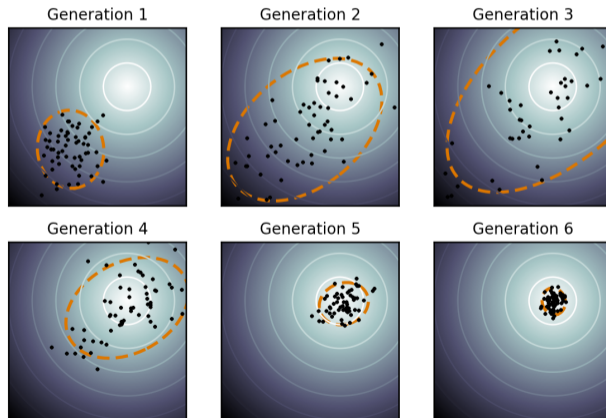 Generation 1
Generation 2
Generation 3
Generation 4
Generation 5
Generation 6